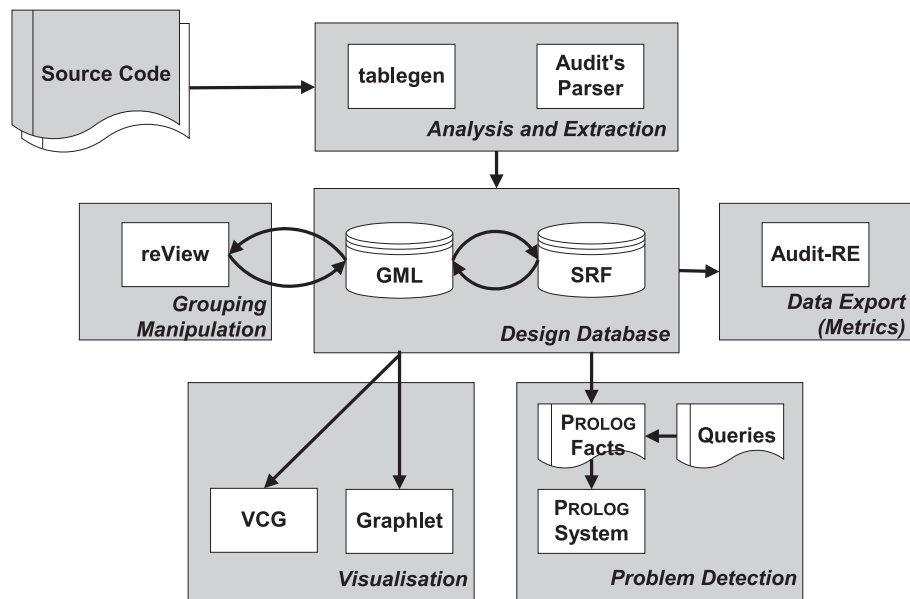 Source Code
tablegen
Audit's
Parser
Analysis and Extraction
reView
Grouping
Manipulation
GML
SRF
Design Database
Audit-RE
Data Export
(Metrics)
VCG
Graphlet
Visualisation
PROLOG
Facts
Queries
PROLOG
System
Problem Detection